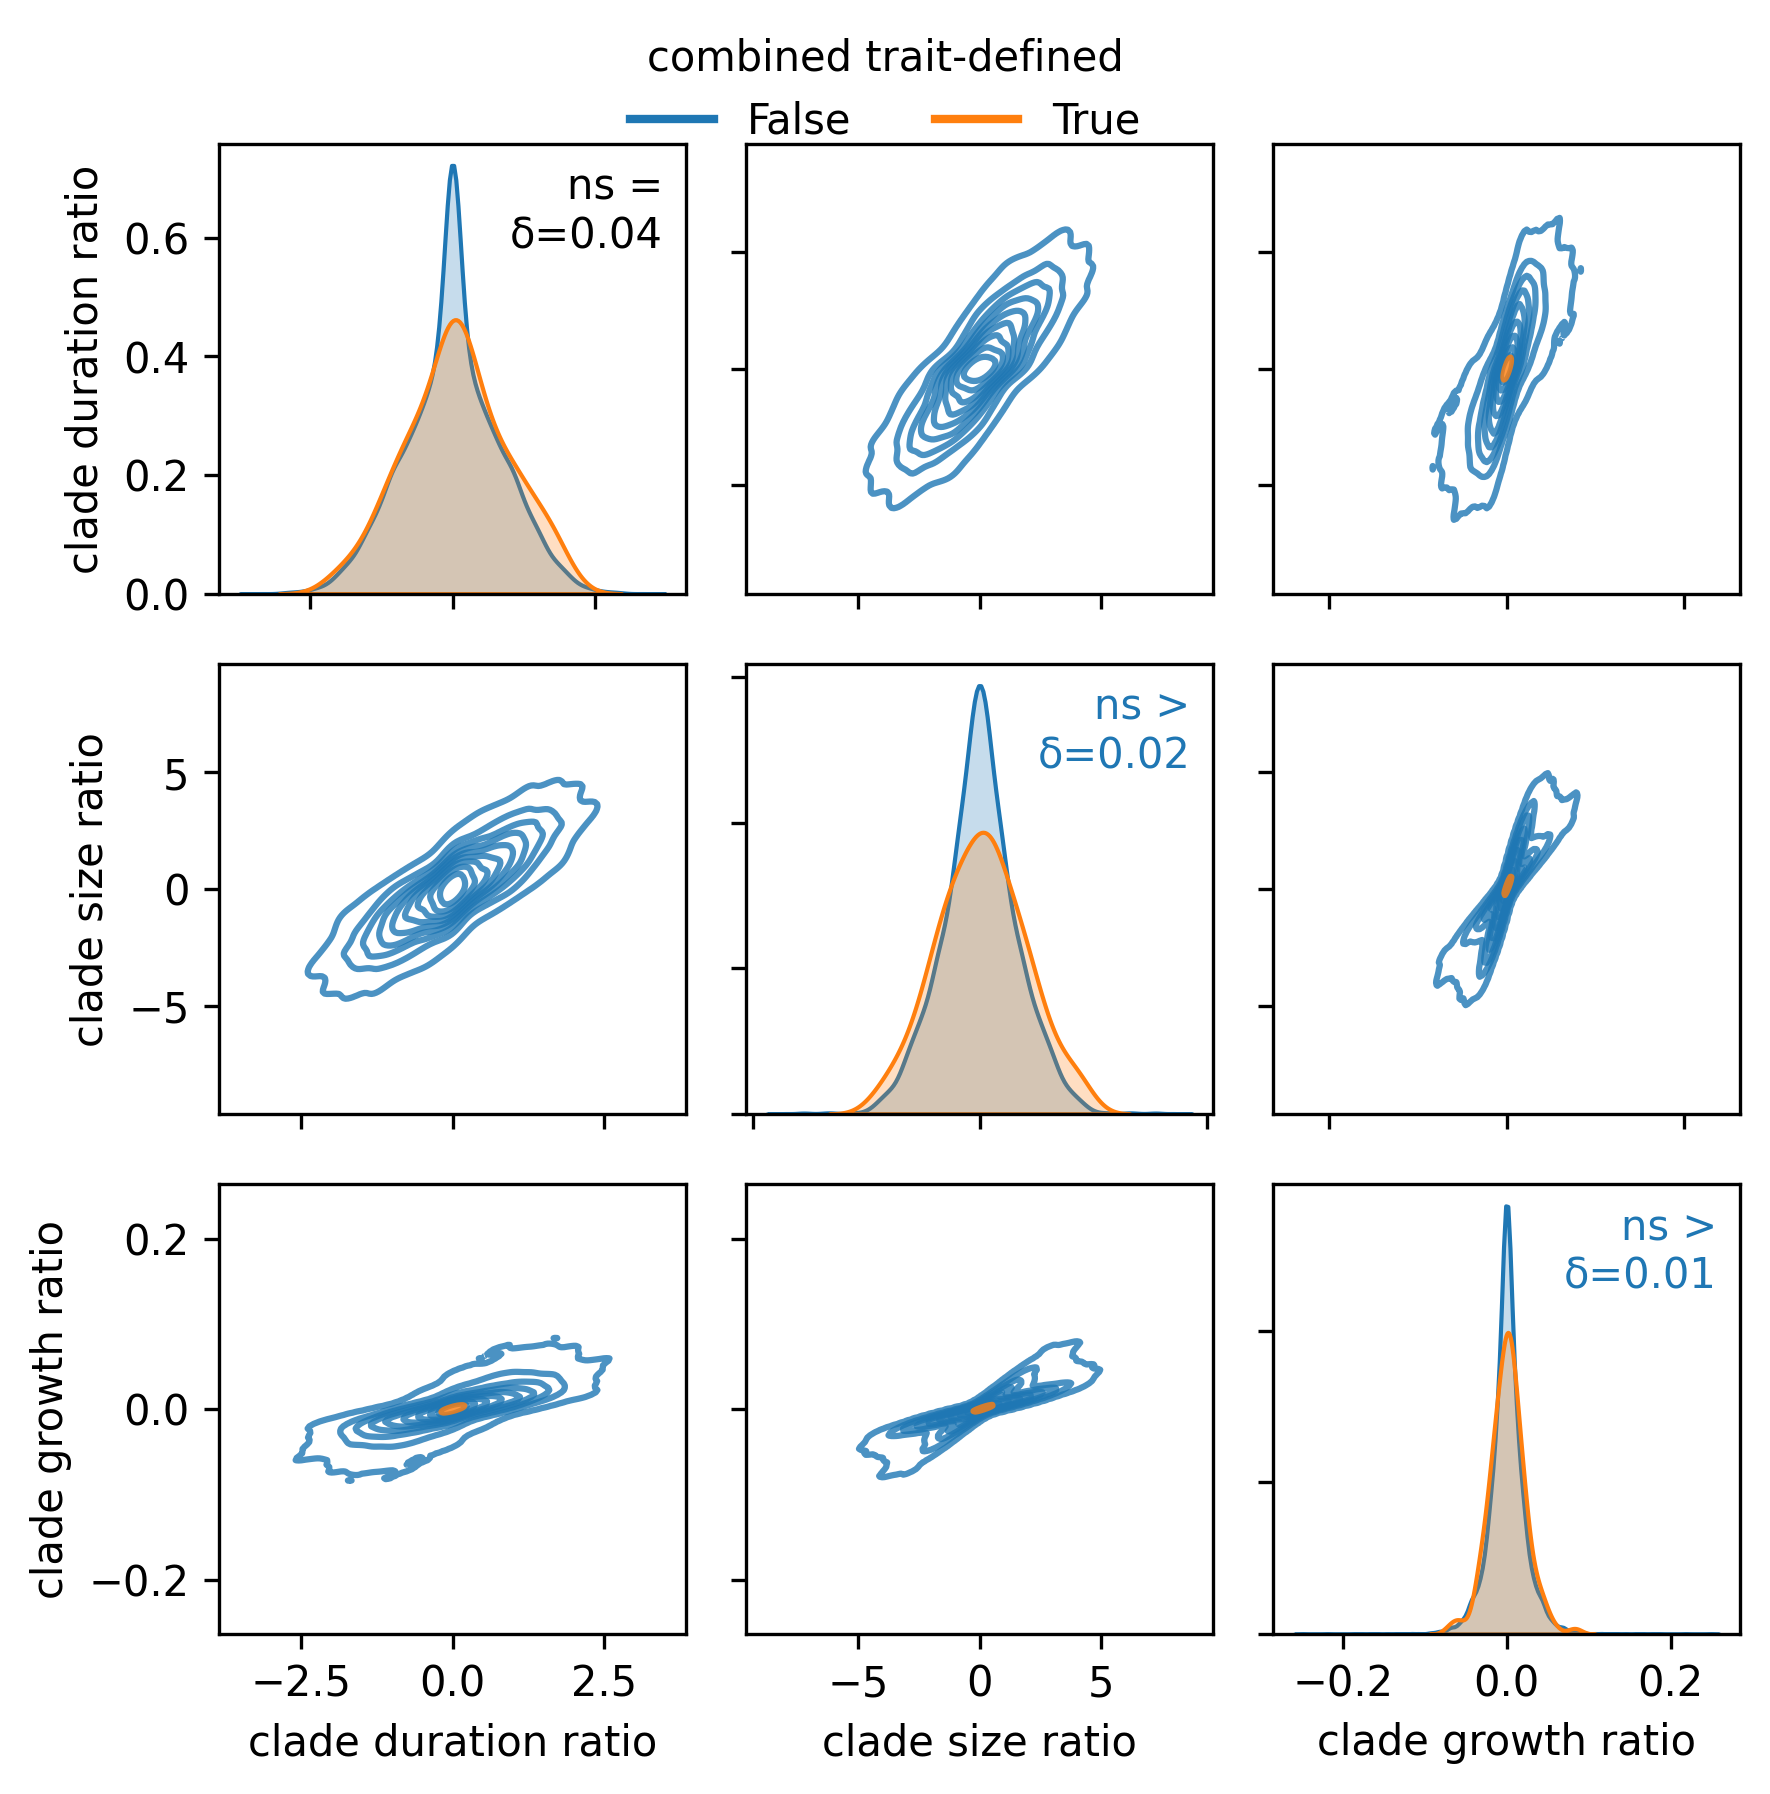 combined trait-defined
False True
clade duration ratio
0.6
0.4
0.2
0.0
ns =
δ=0.04
clade size ratio
5
0
−5
ns >
δ=0.02
clade growth ratio
0.2
0.0
−0.2
ns >
δ=0.01
−2.5 0.0 2.5
−5 0 5
−0.2 0.0 0.2
clade duration ratio
clade size ratio
clade growth ratio